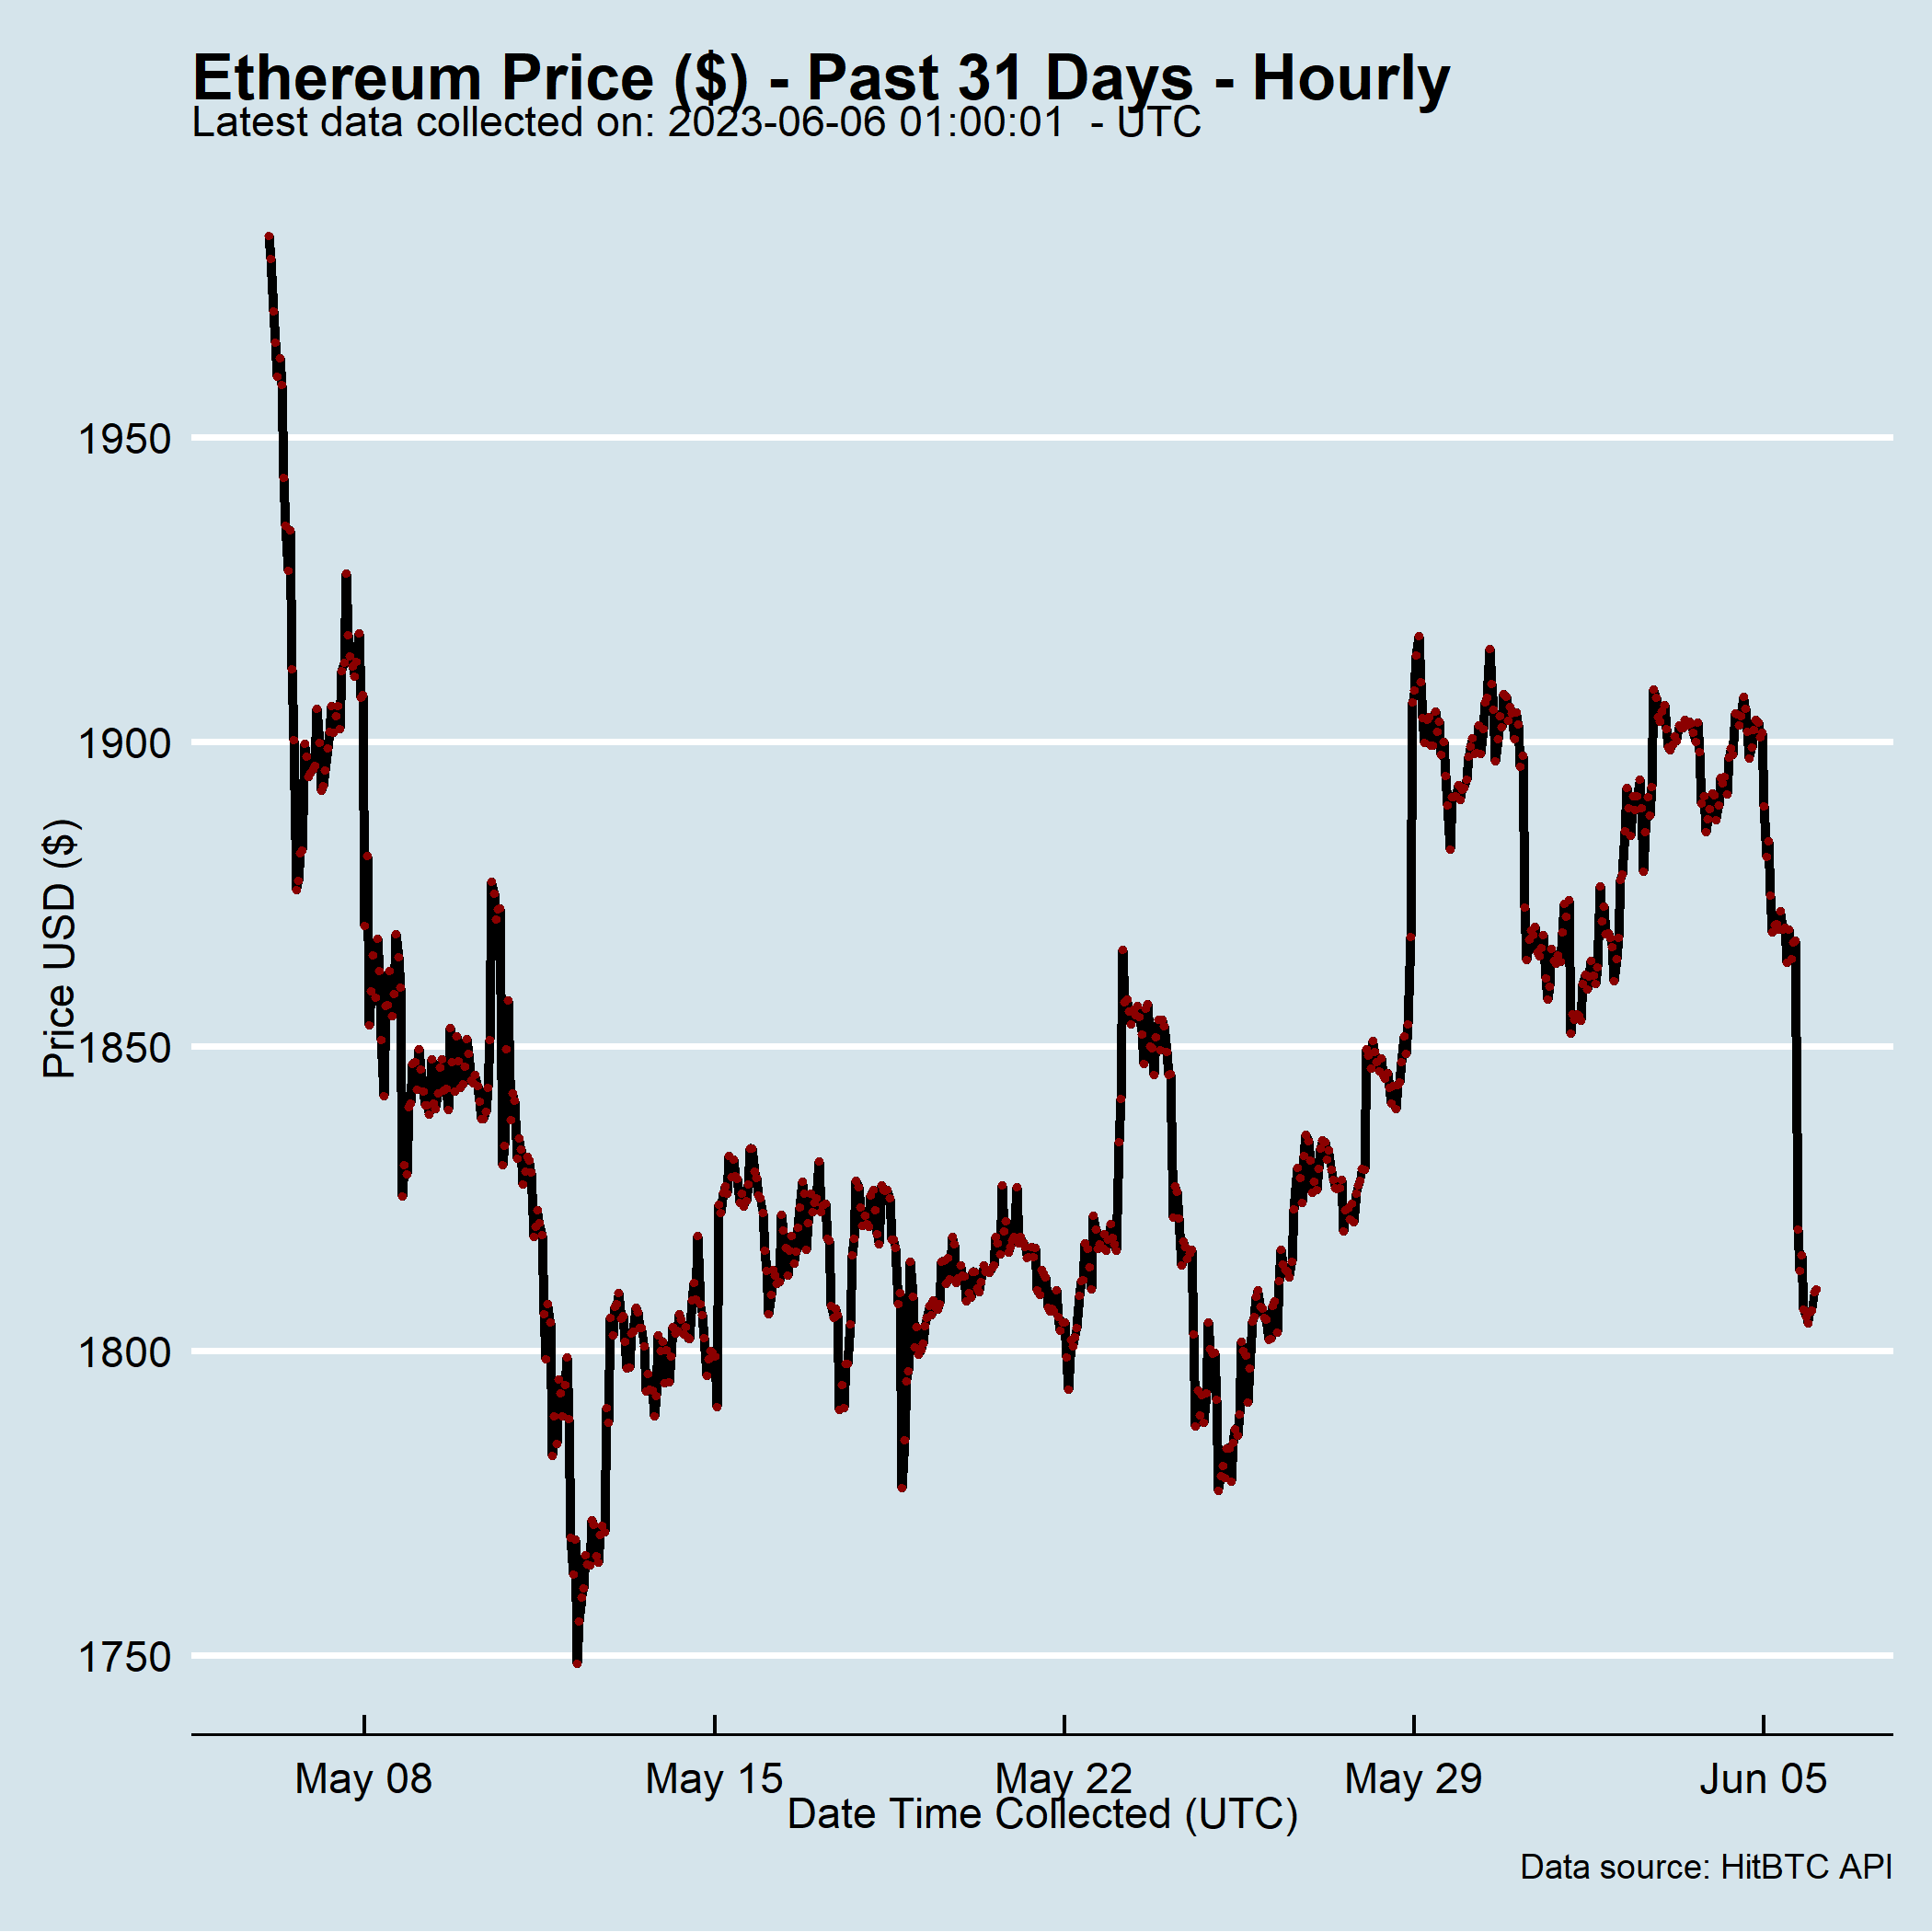 Ethereum Price ($) - Past 31 Days - Hourly
Latest data collected on: 2023-06-06 01:00:01  - UTC
Price USD ($)
1950
1900
1850
1800
1750
May 08 May 15 May 22 May 29 Jun 05
Date Time Collected (UTC)
Data source: HitBTC API